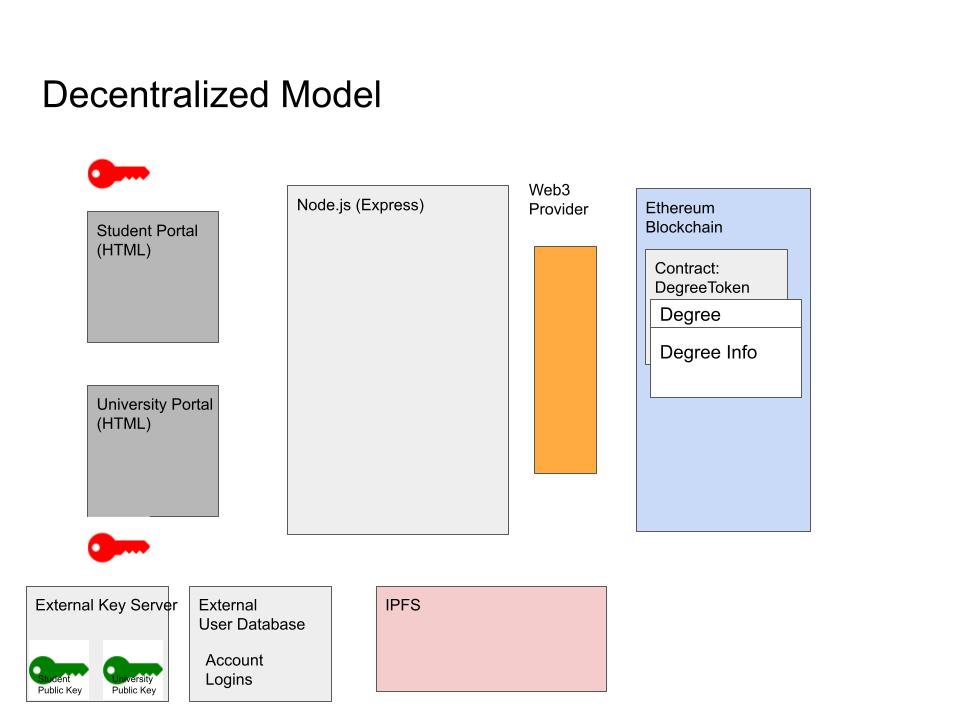 Decentralized Model
Student Portal
(HTML)
University Portal
(HTML)
Node.js (Express)
Web3
Provider
Ethereum
Blockchain
Contract:
DegreeToken
Degree
Degree Info
External Key Server
Student
Public Key
University
Public Key
External
User Database
Account
Logins
IPFS